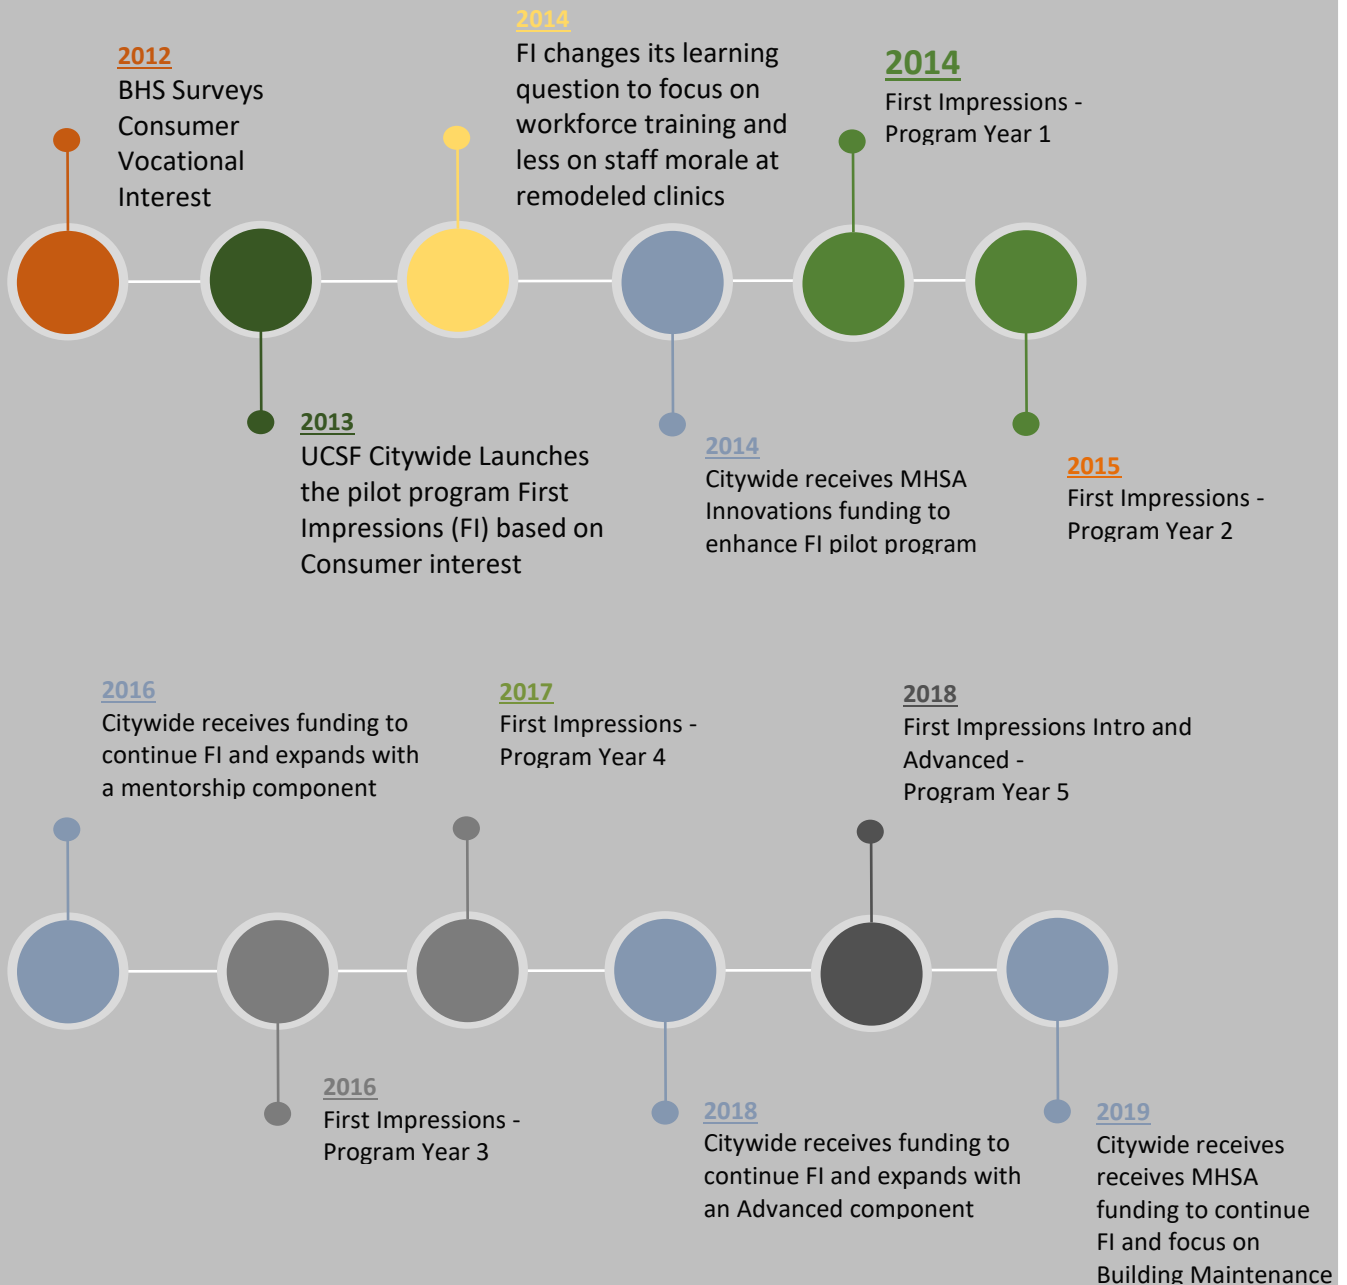 2012
BHS Surveys
Consumer
Vocational
Interest
2013
UCSF Citywide Launches
the pilot program First
Impressions (FI) based on
Consumer interest
2014
FI changes its learning
question to focus on
workforce training and
less on staff morale at
remodeled clinics
2014
Citywide receives MHSA
Innovations funding to
enhance FI pilot program
2014
First Impressions -
Program Year 1
2015
First Impressions -
Program Year 2
2016
Citywide receives funding to
continue FI and expands with
a mentorship component
2016
First Impressions -
Program Year 3
2017
First Impressions -
Program Year 4
2018
Citywide receives funding to
continue FI and expands with
an Advanced component
2018
First Impressions Intro and
Advanced -
Program Year 5
2019
Citywide receives
receives MHSA
funding to continue
FI and focus on
Building Maintenance